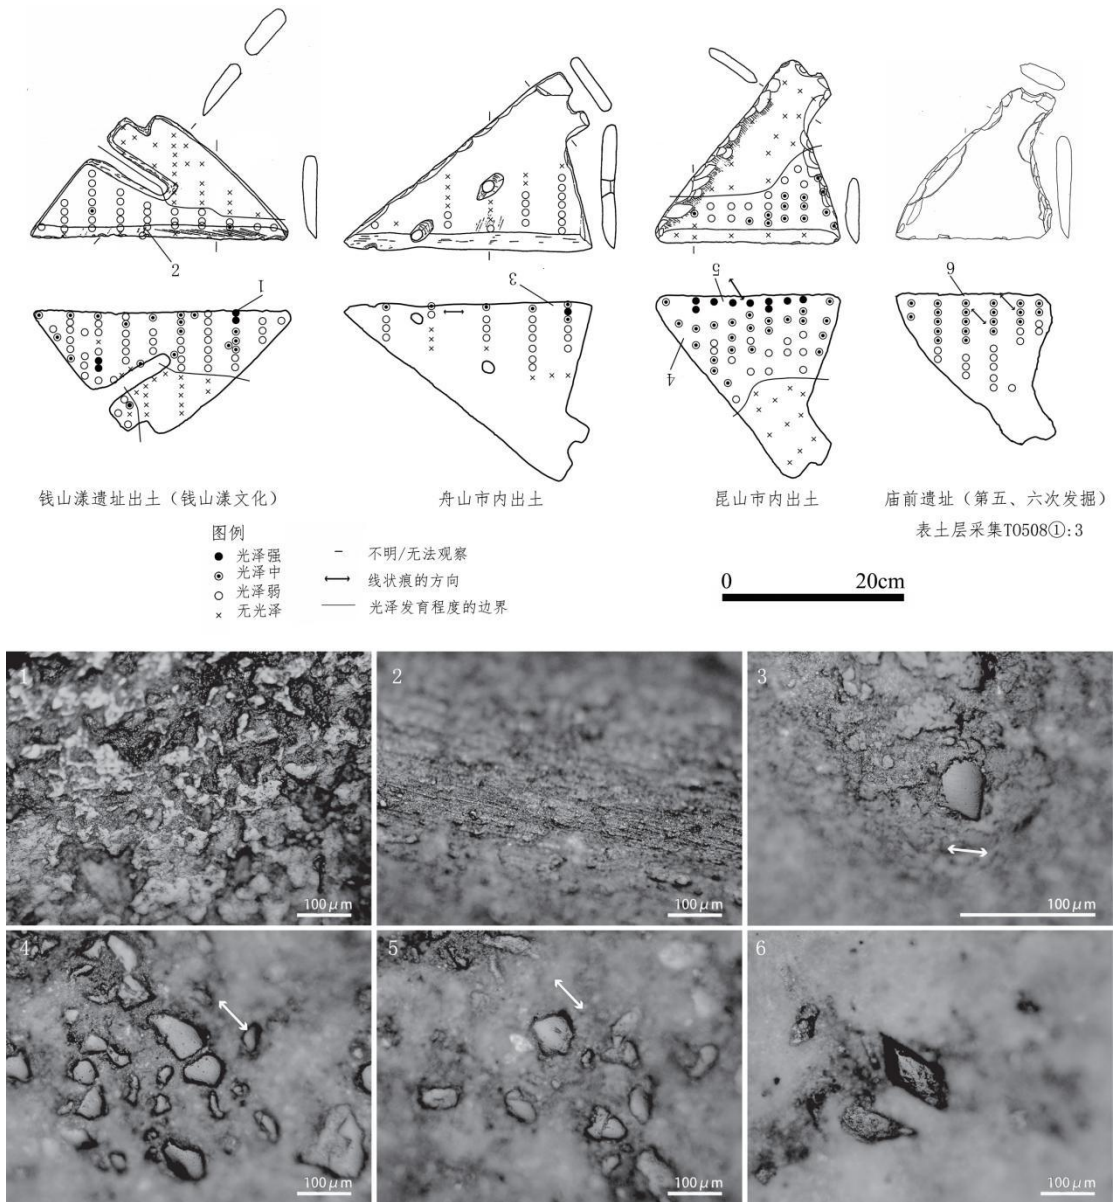 2
1
3
5
4
6
钱山漾遗址出土（钱山漾文化）
舟山市内出土
昆山市内出土
庙前遗址（第五、六次发掘）
表土层采集T0508①:3
图例
光泽强
光泽中
光泽弱
无光泽
不明/无法观察
线状痕的方向
光泽发育程度的边界
0 20cm
1
100μm
2
100μm
3
100μm
4
100μm
5
100μm
6
100μm